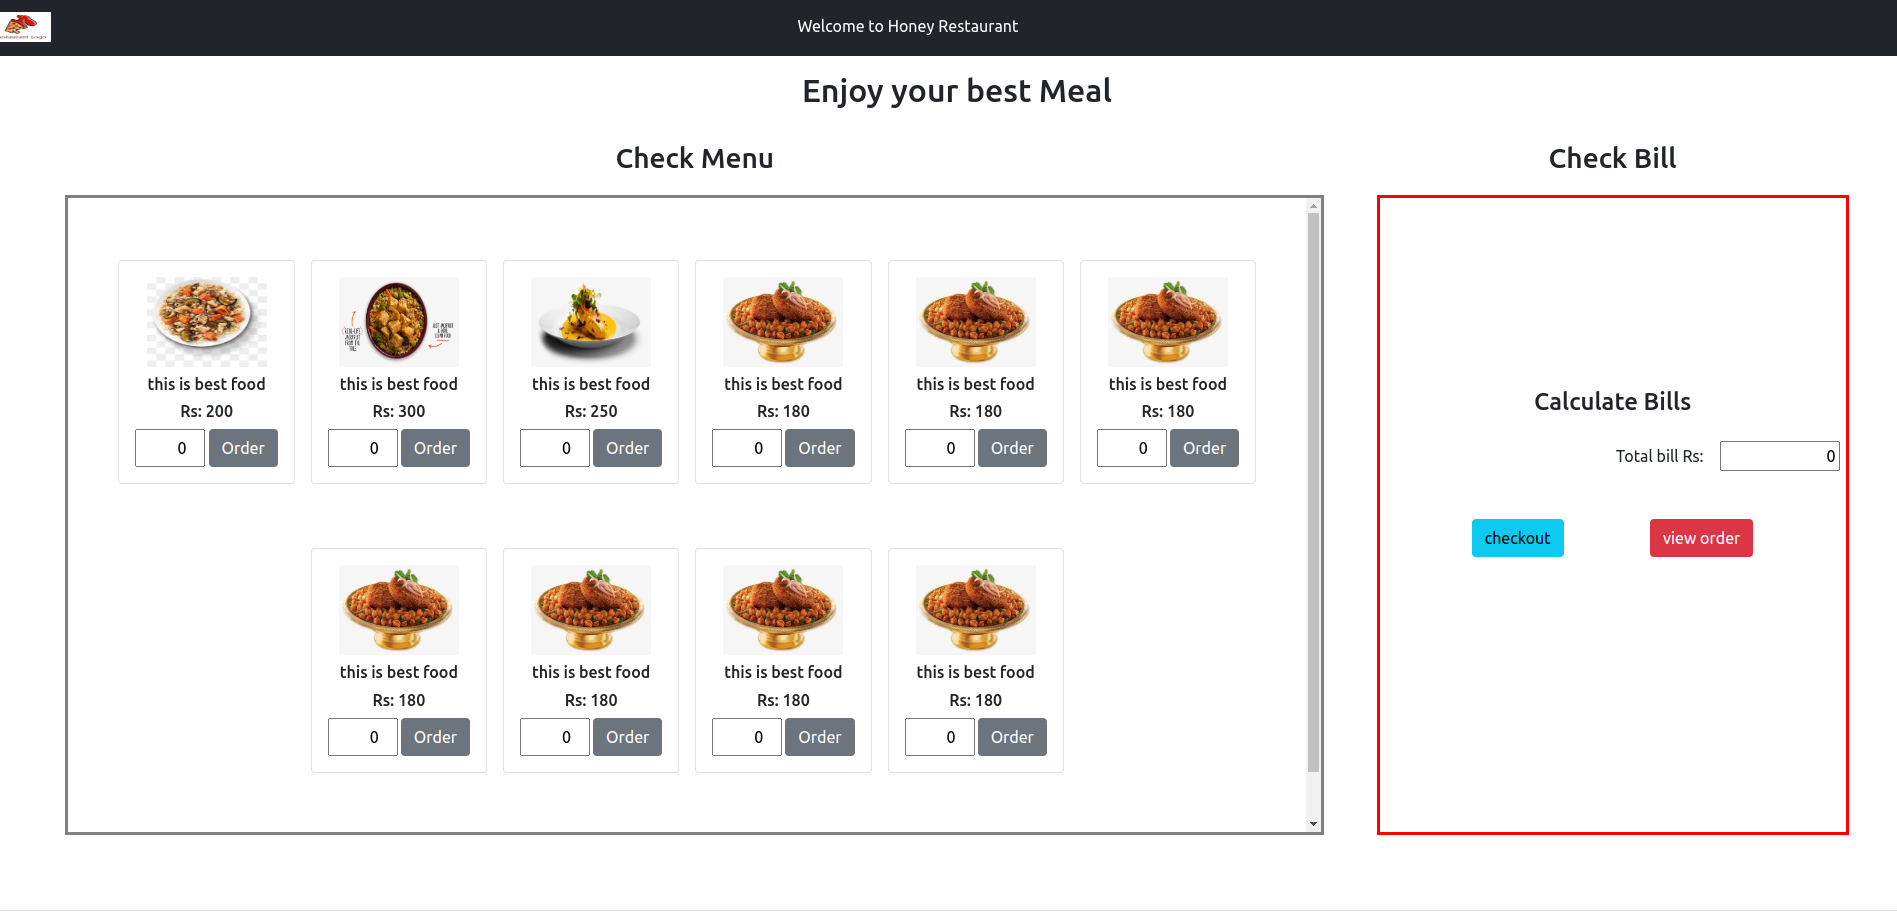 Welcome to Honey Restaurant
Enjoy your best Meal
Check Menu
Check Bill
this is best food
Rs: 200
0 Order
this is best food
Rs: 300
0 Order
this is best food
Rs: 250
0 Order
this is best food
Rs: 180
0 Order
this is best food
Rs: 180
0 Order
this is best food
Rs: 180
0 Order
this is best food
Rs: 180
0 Order
this is best food
Rs: 180
0 Order
this is best food
Rs: 180
0 Order
this is best food
Rs: 180
0 Order
Calculate Bills
Total bill Rs: 0
checkout
view order